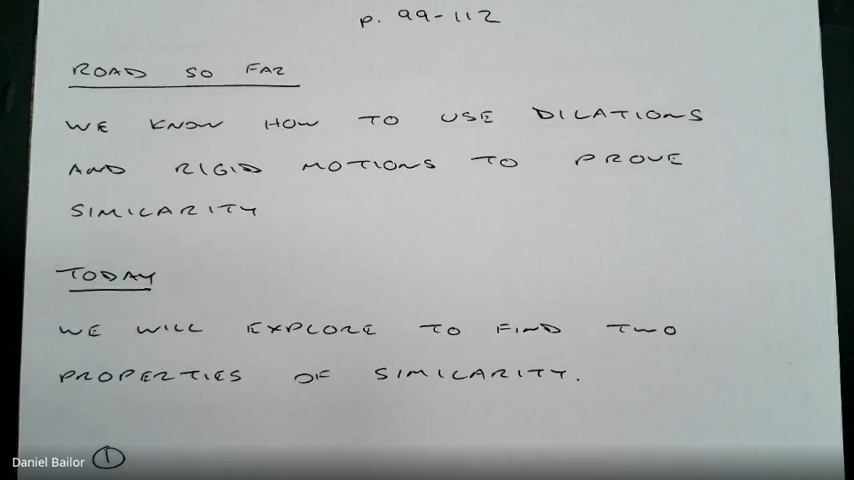 p. 99-112
ROAD SO FAR
WE KNOW HOW TO USE DILATIONS
AND RIGID MOTIONS TO PROVE
SIMILARITY
TODAY
WE WILL EXPLORE TO FIND TWO
PROPERTIES OF SIMILARITY.
Daniel Bailor 1